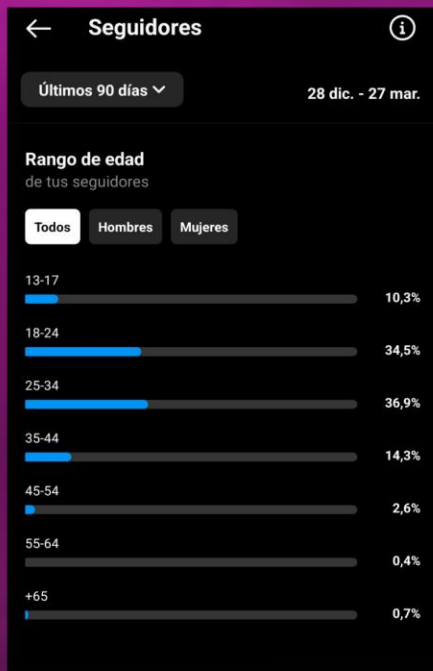 Seguidores
Últimos 90 días
28 dic. - 27 mar.
Rango de edad
de tus seguidores
Todos
Hombres
Mujeres
13-17
10,3%
18-24
34,5%
25-34
36,9%
35-44
14,3%
45-54
2,6%
55-64
0,4%
+65
0,7%